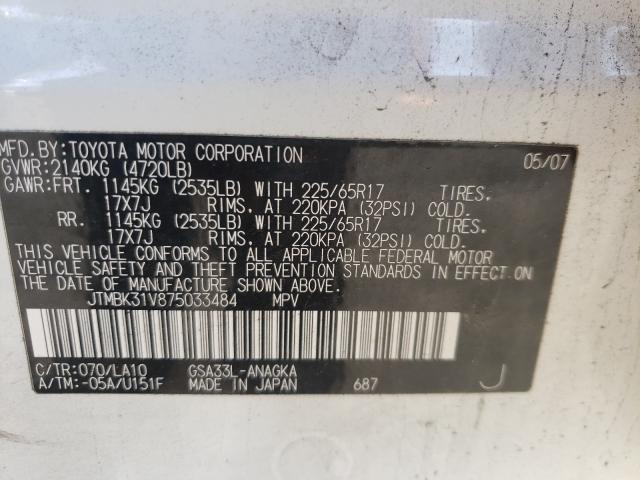 MFD.BY:TOYOTA MOTOR CORPORATION 05/07
GVWR:2140KG (4720LB)
GAWR:FRT. 1145KG (2535LB) WITH 225/65R17 TIRES.
17X7J RIMS, AT 220KPA (32PSI) COLD.
RR. 1145KG (2535LB) WITH 225/65R17 TIRES.
17X7J RIMS, AT 220KPA (32PSI) COLD.
THIS VEHICLE CONFORMS TO ALL APPLICABLE FEDERAL MOTOR
VEHICLE SAFETY AND THEFT PREVENTION STANDARDS IN EFFECT ON
THE DATE OF MANUFACTURE SHOWN ABOVE.
JTMBK31V875033484 MPV
C/TR:070/LA10 GSA33L-ANAGKA
A/TM:-05A/U151F MADE IN JAPAN 687 J